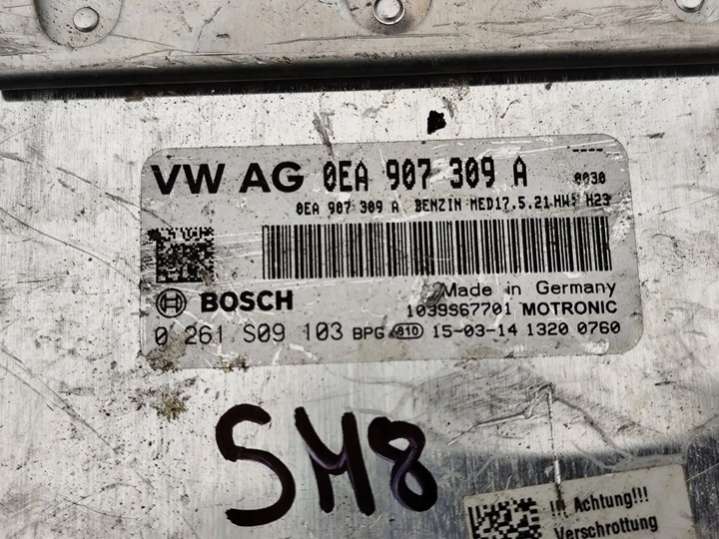 ----
VW AG 0EA 907 309 A 0030
0EA 907 309 A BENZIN MED17.5.21 HW: H23
Made in Germany
BOSCH 1039S67701 MOTRONIC
0 261 S09 103 BPG 810 15-03-14 1320 0760
SM8
!!! Achtung!!!
Verschrottung